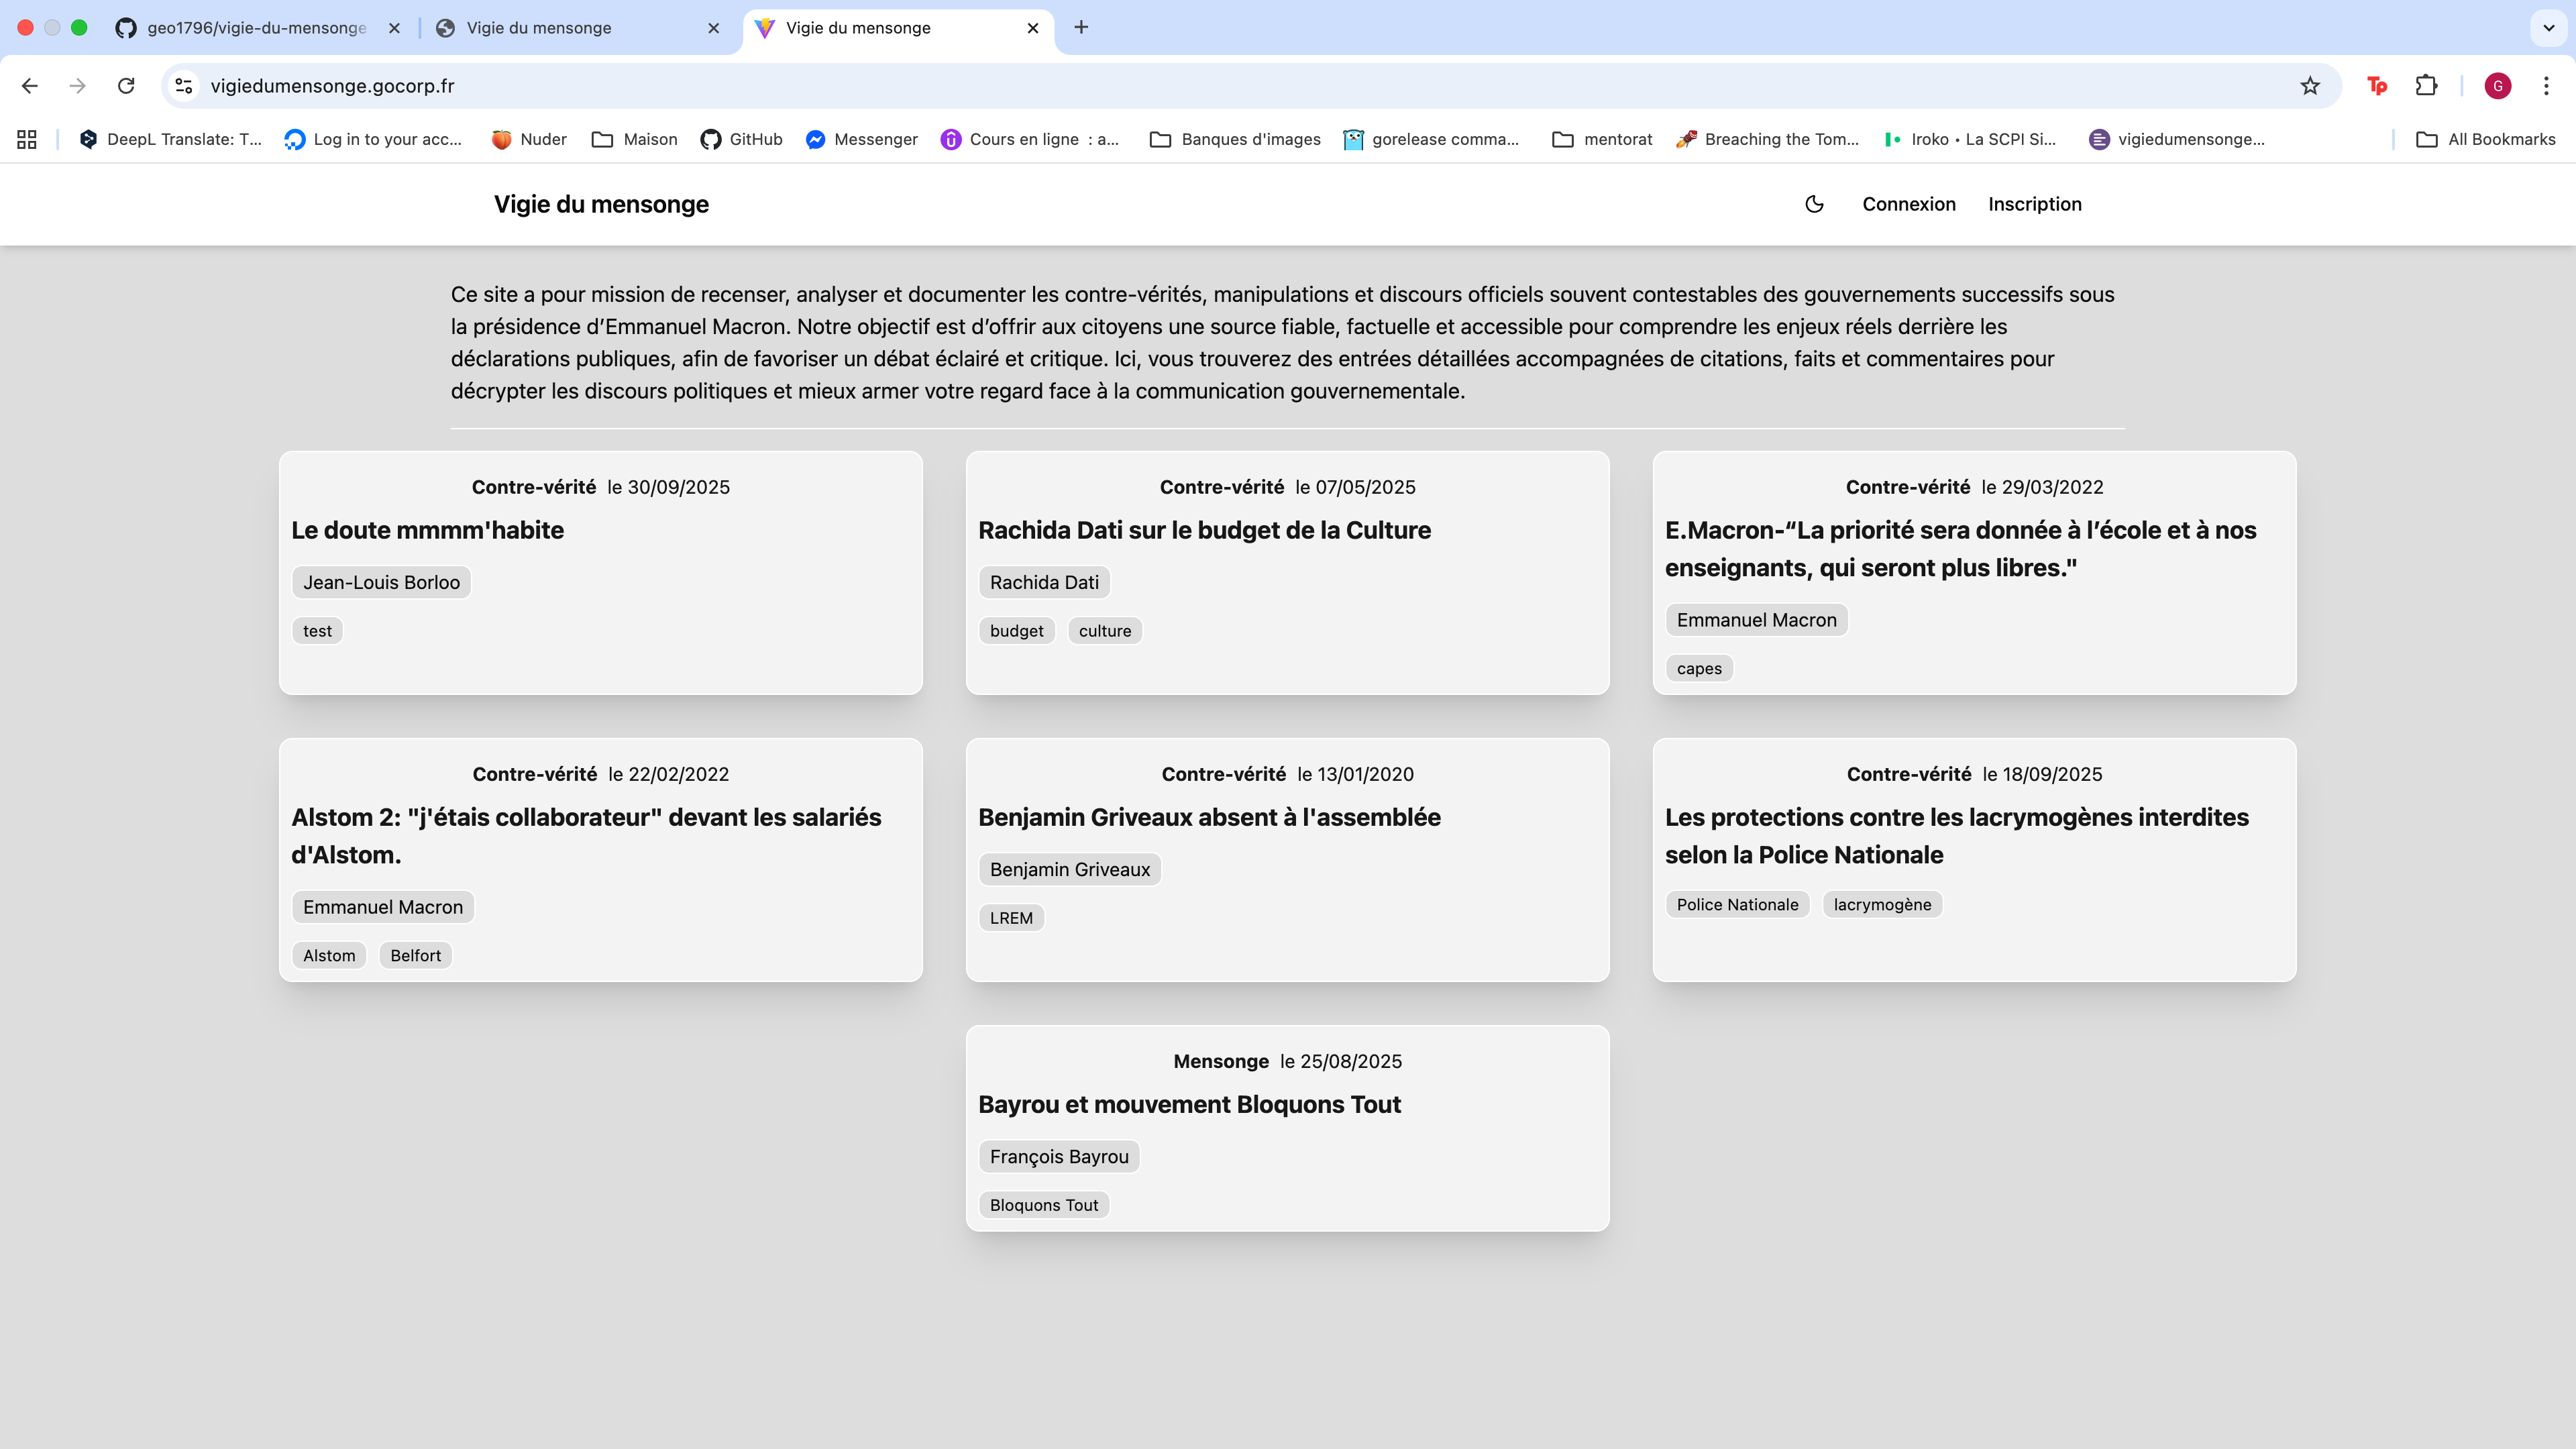 geo1796/vigie-du-mensonge
Vigie du mensonge
Vigie du mensonge
vigiedumensonge.gocorp.fr
Tp
G
DeepL Translate: T...
Log in to your acc...
Nuder
Maison
GitHub
Messenger
Cours en ligne : a...
Banques d'images
gorelease comma...
mentorat
Breaching the Tom...
Iroko • La SCPI Si...
vigiedumensonge...
All Bookmarks
Vigie du mensonge
Connexion
Inscription
Ce site a pour mission de recenser, analyser et documenter les contre-vérités, manipulations et discours officiels souvent contestables des gouvernements successifs sous
la présidence d’Emmanuel Macron. Notre objectif est d’offrir aux citoyens une source fiable, factuelle et accessible pour comprendre les enjeux réels derrière les
déclarations publiques, afin de favoriser un débat éclairé et critique. Ici, vous trouverez des entrées détaillées accompagnées de citations, faits et commentaires pour
décrypter les discours politiques et mieux armer votre regard face à la communication gouvernementale.
Contre-vérité le 30/09/2025
Le doute mmmm'habite
Jean-Louis Borloo
test
Contre-vérité le 07/05/2025
Rachida Dati sur le budget de la Culture
Rachida Dati
budget culture
Contre-vérité le 29/03/2022
E.Macron-“La priorité sera donnée à l’école et à nos
enseignants, qui seront plus libres."
Emmanuel Macron
capes
Contre-vérité le 22/02/2022
Alstom 2: "j'étais collaborateur" devant les salariés
d'Alstom.
Emmanuel Macron
Alstom Belfort
Contre-vérité le 13/01/2020
Benjamin Griveaux absent à l'assemblée
Benjamin Griveaux
LREM
Contre-vérité le 18/09/2025
Les protections contre les lacrymogènes interdites
selon la Police Nationale
Police Nationale lacrymogène
Mensonge le 25/08/2025
Bayrou et mouvement Bloquons Tout
François Bayrou
Bloquons Tout